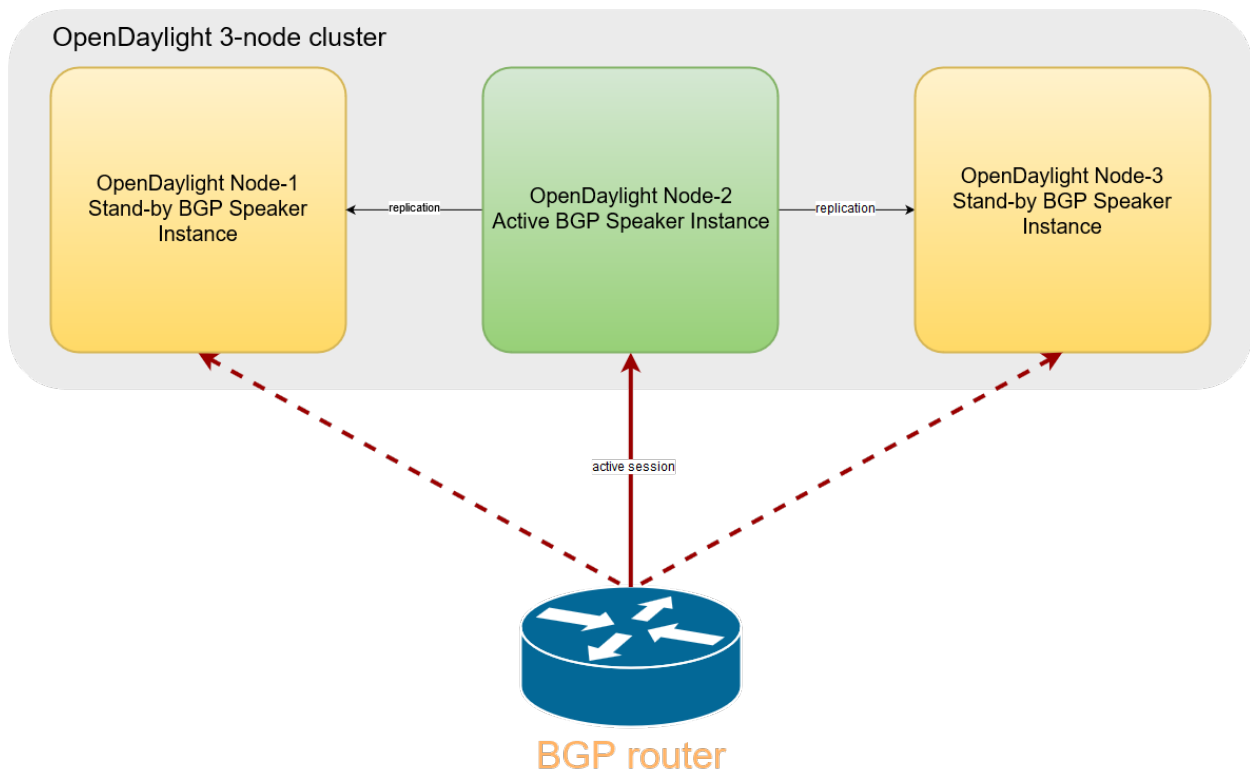 OpenDaylight 3-node cluster
OpenDaylight Node-1
Stand-by BGP Speaker
Instance
replication
OpenDaylight Node-2
Active BGP Speaker Instance
replication
OpenDaylight Node-3
Stand-by BGP Speaker
Instance
active session
BGP router